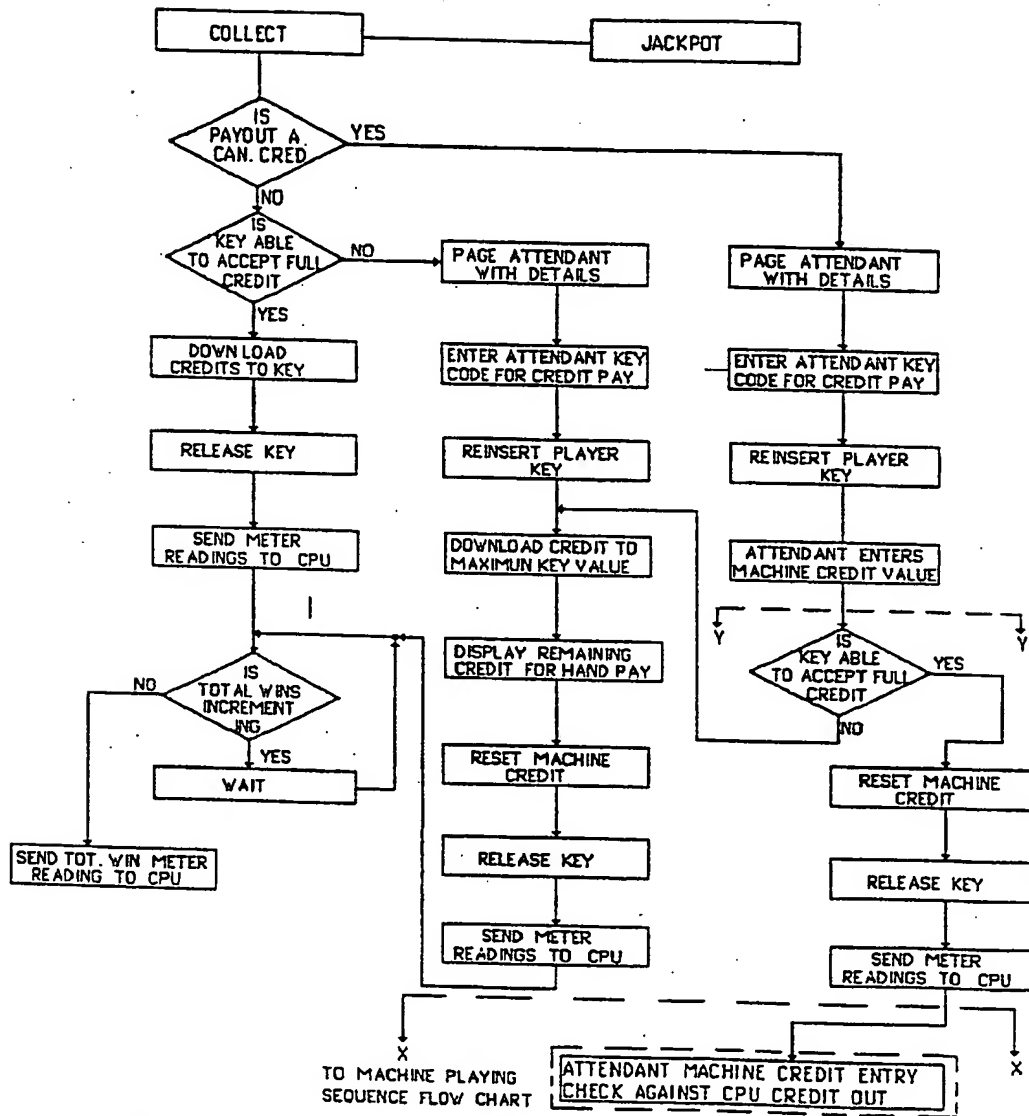 COLLECT
JACKPOT
IS
PAYOUT A
CAN. CRED
YES
NO
IS
KEY ABLE
TO ACCEPT FULL
CREDIT
NO
YES
DOWNLOAD
CREDITS TO KEY
RELEASE KEY
SEND METER
READINGS TO CPU
IS
TOTAL WINS
INCREMENT
ING
NO
YES
WAIT
SEND TOT. WIN METER
READING TO CPU
PAGE ATTENDANT
WITH DETAILS
ENTER ATTENDANT KEY
CODE FOR CREDIT PAY
REINSERT PLAYER
KEY
DOWNLOAD CREDIT TO
MAXIMUN KEY VALUE
DISPLAY REMAINING
CREDIT FOR HAND PAY
RESET MACHINE
CREDIT
RELEASE KEY
SEND METER
READINGS TO CPU
PAGE ATTENDANT
WITH DETAILS
ENTER ATTENDANT KEY
CODE FOR CREDIT PAY
REINSERT PLAYER
KEY
ATTENDANT ENTERS
MACHINE CREDIT VALUE
Y
Y
IS
KEY ABLE
TO ACCEPT FULL
CREDIT
YES
NO
RESET MACHINE
CREDIT
RELEASE KEY
SEND METER
READINGS TO CPU
X
X
TO MACHINE PLAYING
SEQUENCE FLOW CHART
ATTENDANT MACHINE CREDIT ENTRY
CHECK AGAINST CPU CREDIT OUT